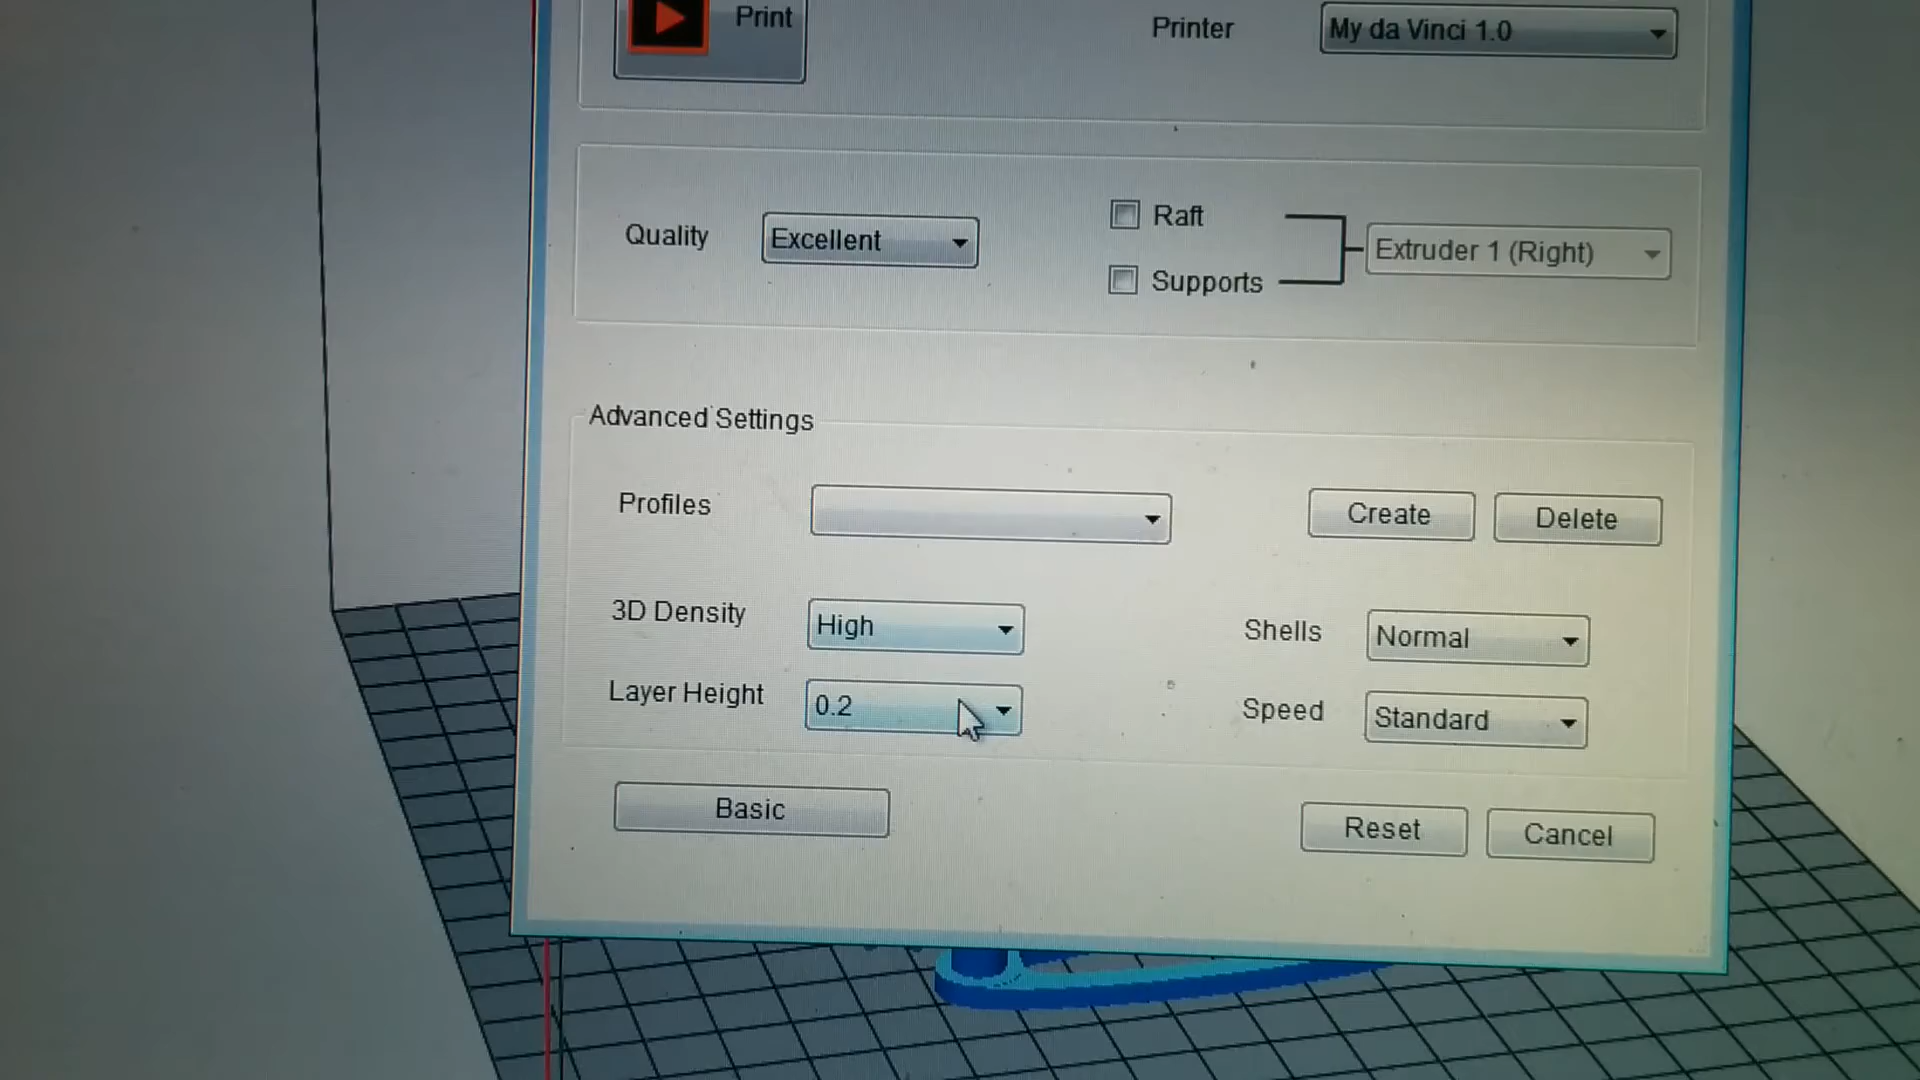 Print
Printer
My da Vinci 1.0
Quality
Excellent
Raft
Supports
Extruder 1 (Right)
Advanced Settings
Profiles
Create
Delete
3D Density
High
Shells
Normal
Layer Height
0.2
Speed
Standard
Basic
Reset
Cancel